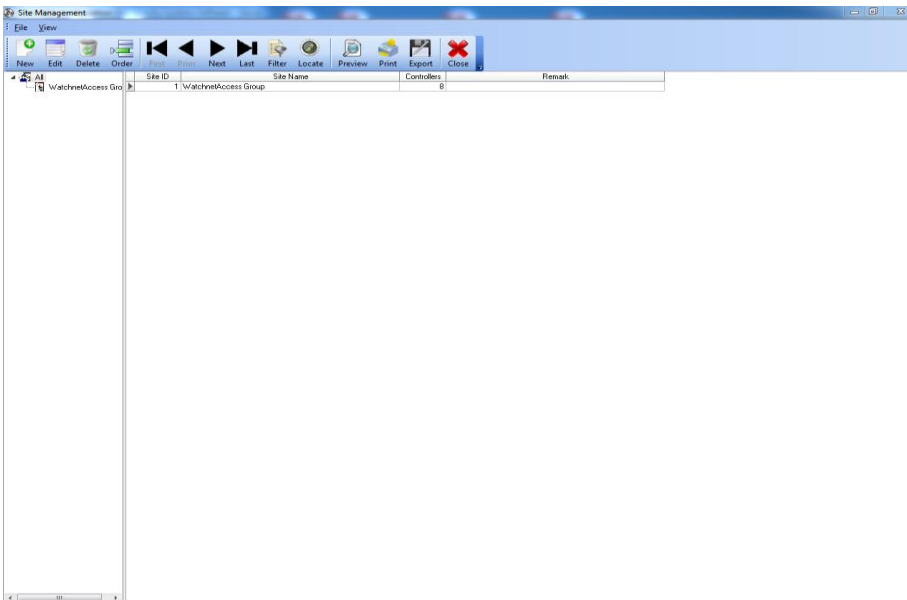 Site Management
File View
New Edit Delete Order First Prior Next Last Filter Locate Preview Print Export Close
All Site ID Site Name Controllers Remark
WatchnetAccess Gro 1 WatchnetAccess Group 8